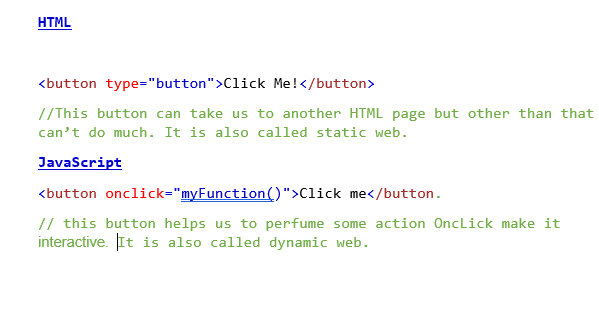 HTML
<button type="button">Click Me!</button>
//This button can take us to another HTML page but other than that
can’t do much. It is also called static web.
JavaScript
<button onclick="myFunction()">Click me</button.
// this button helps us to perfume some action OncLick make it
interactive. It is also called dynamic web.